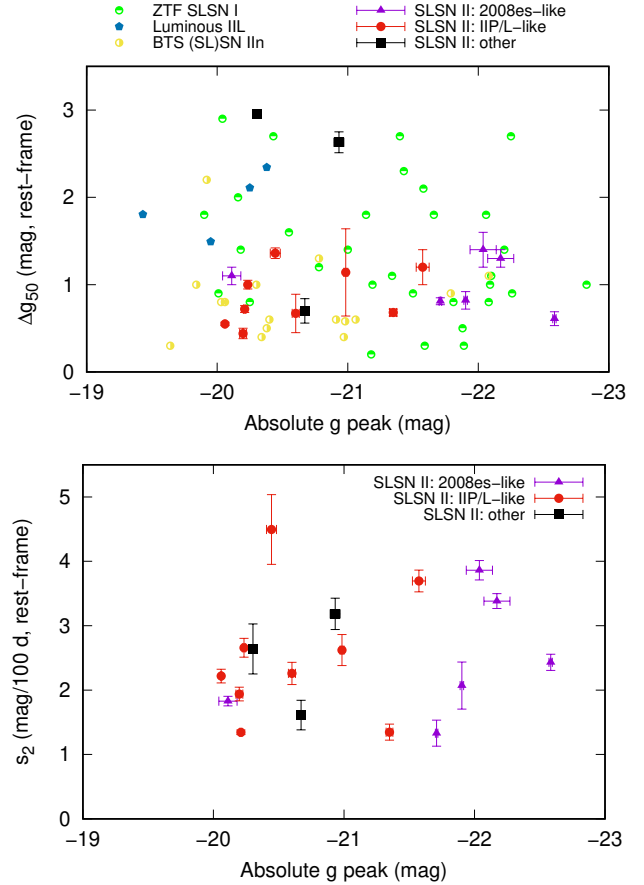 ZTF SLSN I
Luminous IIL
BTS (SL)SN IIn
SLSN II: 2008es-like
SLSN II: IIP/L-like
SLSN II: other
Δg50 (mag, rest-frame)
3
2
1
0
-19
-20
-21
-22
-23
Absolute g peak (mag)
SLSN II: 2008es-like
SLSN II: IIP/L-like
SLSN II: other
s2 (mag/100 d, rest-frame)
5
4
3
2
1
0
-19
-20
-21
-22
-23
Absolute g peak (mag)